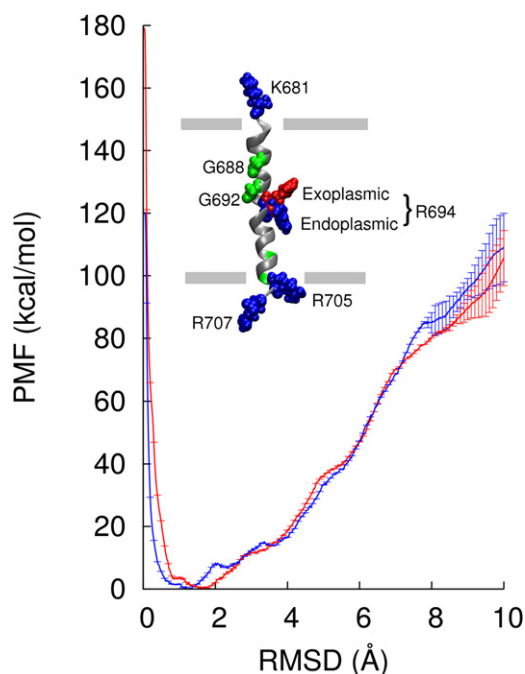 180
160
140
120
100
80
60
40
20
0
PMF (kcal/mol)
K681
G688
G692
Exoplasmic
Endoplasmic
R694
R705
R707
0 2 4 6 8 10
RMSD (Å)